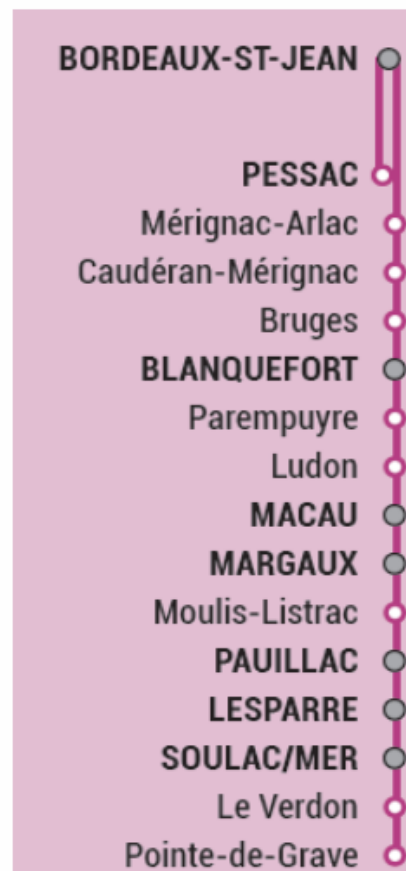 BORDEAUX-ST-JEAN
PESSAC
Mérignac-Arlac
Caudéran-Mérignac
Bruges
BLANQUEFORT
Parempuyre
Ludon
MACAU
MARGAUX
Moulis-Listrac
PAUILLAC
LESPARRE
SOULAC/MER
Le Verdon
Pointe-de-Grave